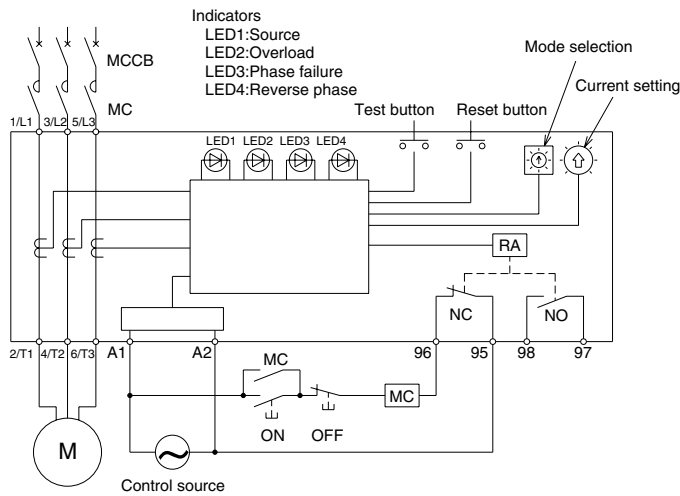 Indicators
LED1:Source
LED2:Overload
LED3:Phase failure
LED4:Reverse phase
MCCB
MC
Mode selection
Current setting
Test button
Reset button
1/L1 3/L2 5/L3
LED1 LED2 LED3 LED4
RA
NC
NO
2/T1 4/T2 6/T3 A1 A2 96 95 98 97
MC
MC
ON OFF
M
Control source